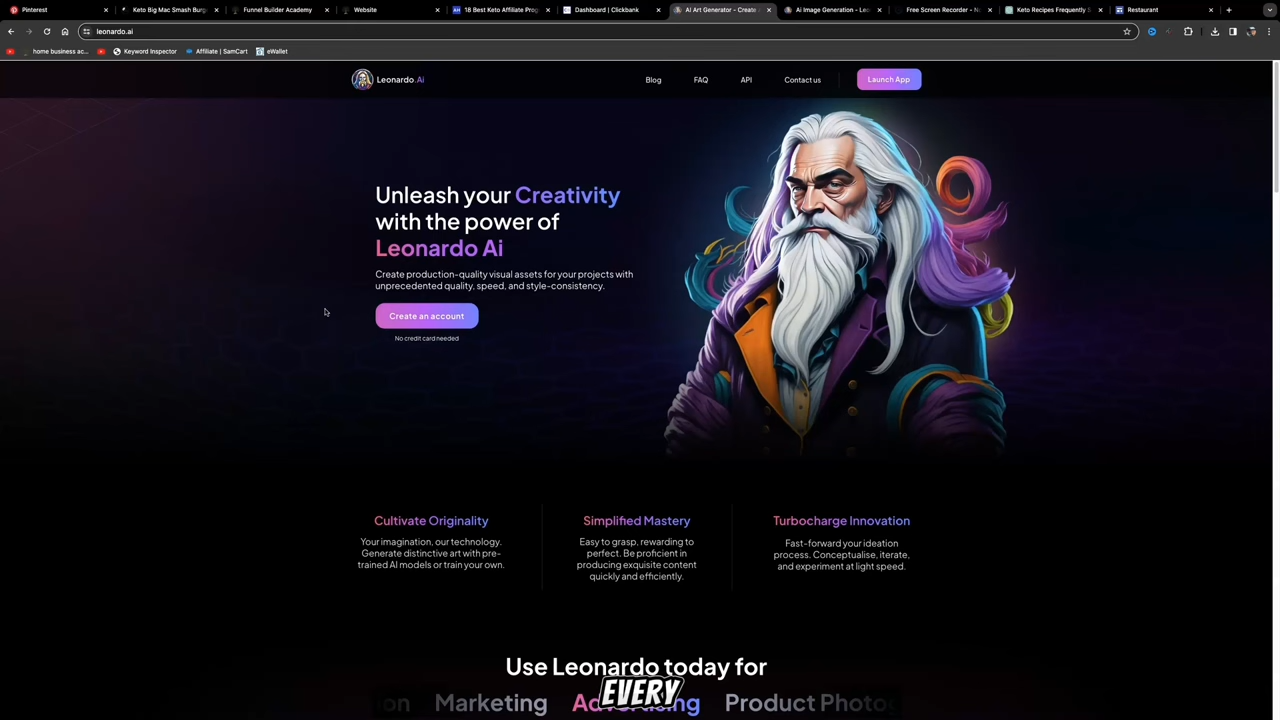 Pinterest
Keto Big Mac Smash Burg
Funnel Builder Academy
Website
18 Best Keto Affiliate Prog
Dashboard | Clickbank
AI Art Generator - Create
Ai Image Generation - Leo
Free Screen Recorder - N
Keto Recipes Frequently S
Restaurant
leonardo.ai
home business ac...
Keyword Inspector
Affiliate | SamCart
eWallet
Leonardo.Ai
Blog
FAQ
API
Contact us
Launch App
Unleash your Creativity
with the power of
Leonardo Ai
Create production-quality visual assets for your projects with
unprecedented quality, speed, and style-consistency.
Create an account
No credit card needed
Cultivate Originality
Your imagination, our technology.
Generate distinctive art with pre-
trained AI models or train your own.
Simplified Mastery
Easy to grasp, rewarding to
perfect. Be proficient in
producing exquisite content
quickly and efficiently.
Turbocharge Innovation
Fast-forward your ideation
process. Conceptualise, iterate,
and experiment at light speed.
Use Leonardo today for
Marketing
Product Photog
EVERY